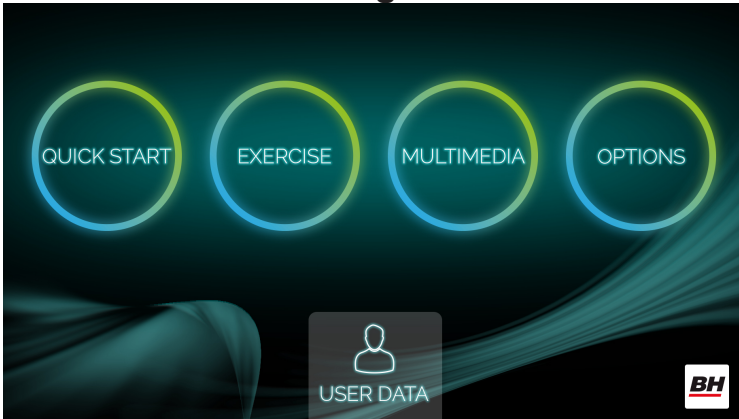 QUICK START
EXERCISE
MULTIMEDIA
OPTIONS
USER DATA
BH